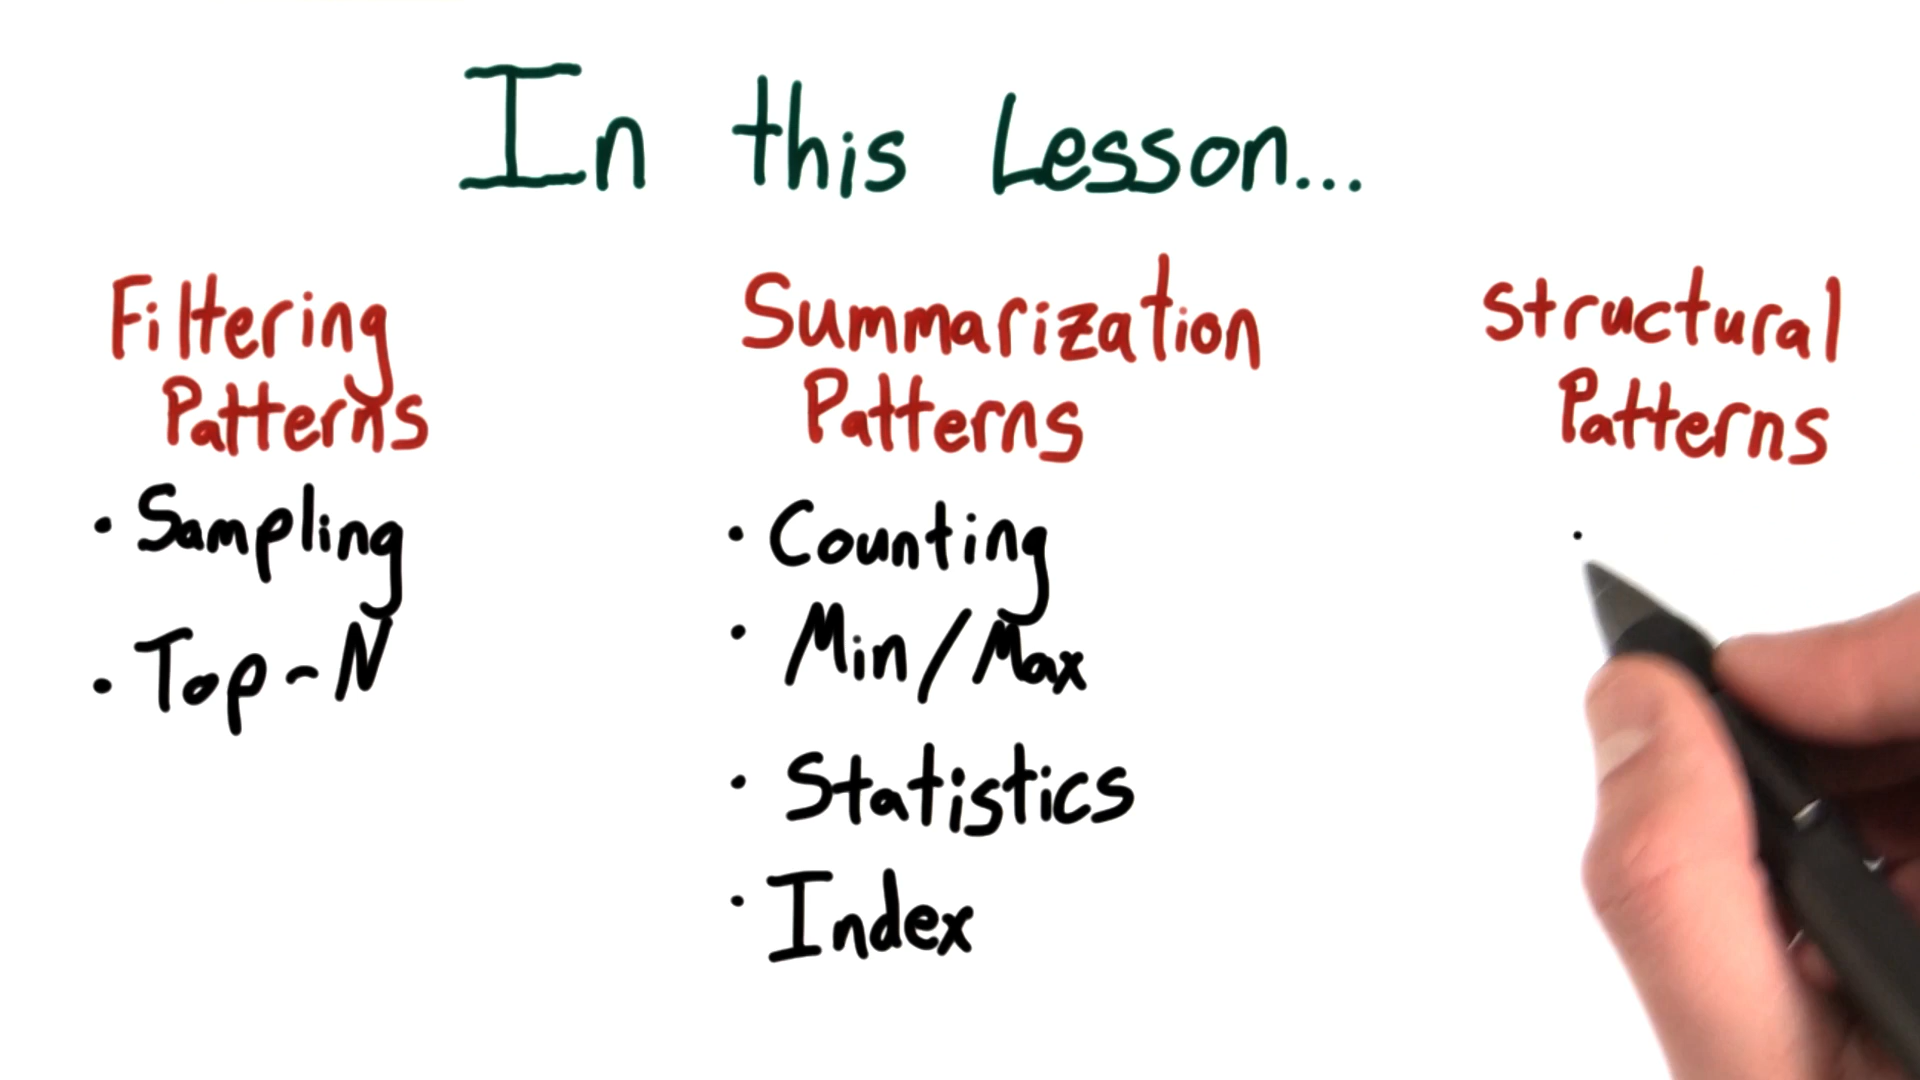 In this Lesson...
Filtering
Patterns
• Sampling
• Top-N
Summarization
Patterns
• Counting
• Min/Max
• Statistics
• Index
Structural
Patterns
•